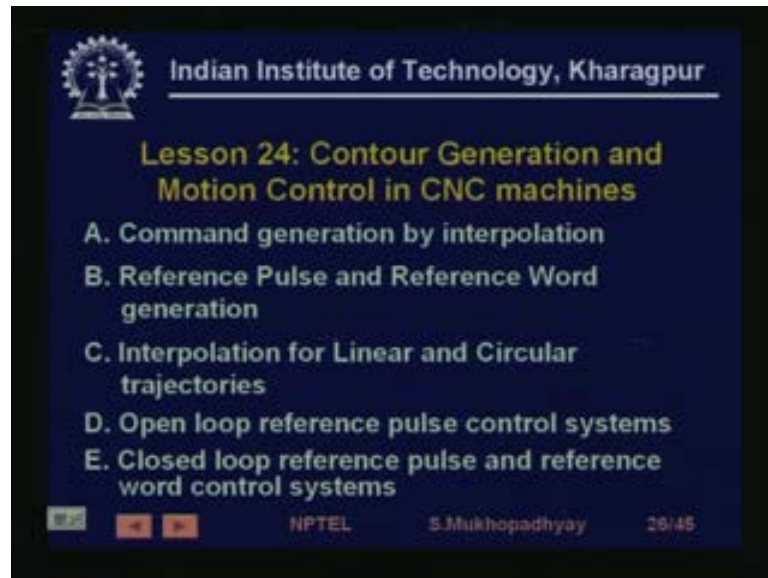 Indian Institute of Technology, Kharagpur
Lesson 24: Contour Generation and
Motion Control in CNC machines
A. Command generation by interpolation
B. Reference Pulse and Reference Word
generation
C. Interpolation for Linear and Circular
trajectories
D. Open loop reference pulse control systems
E. Closed loop reference pulse and reference
word control systems
NPTEL S.Mukhopadhyay 26/45